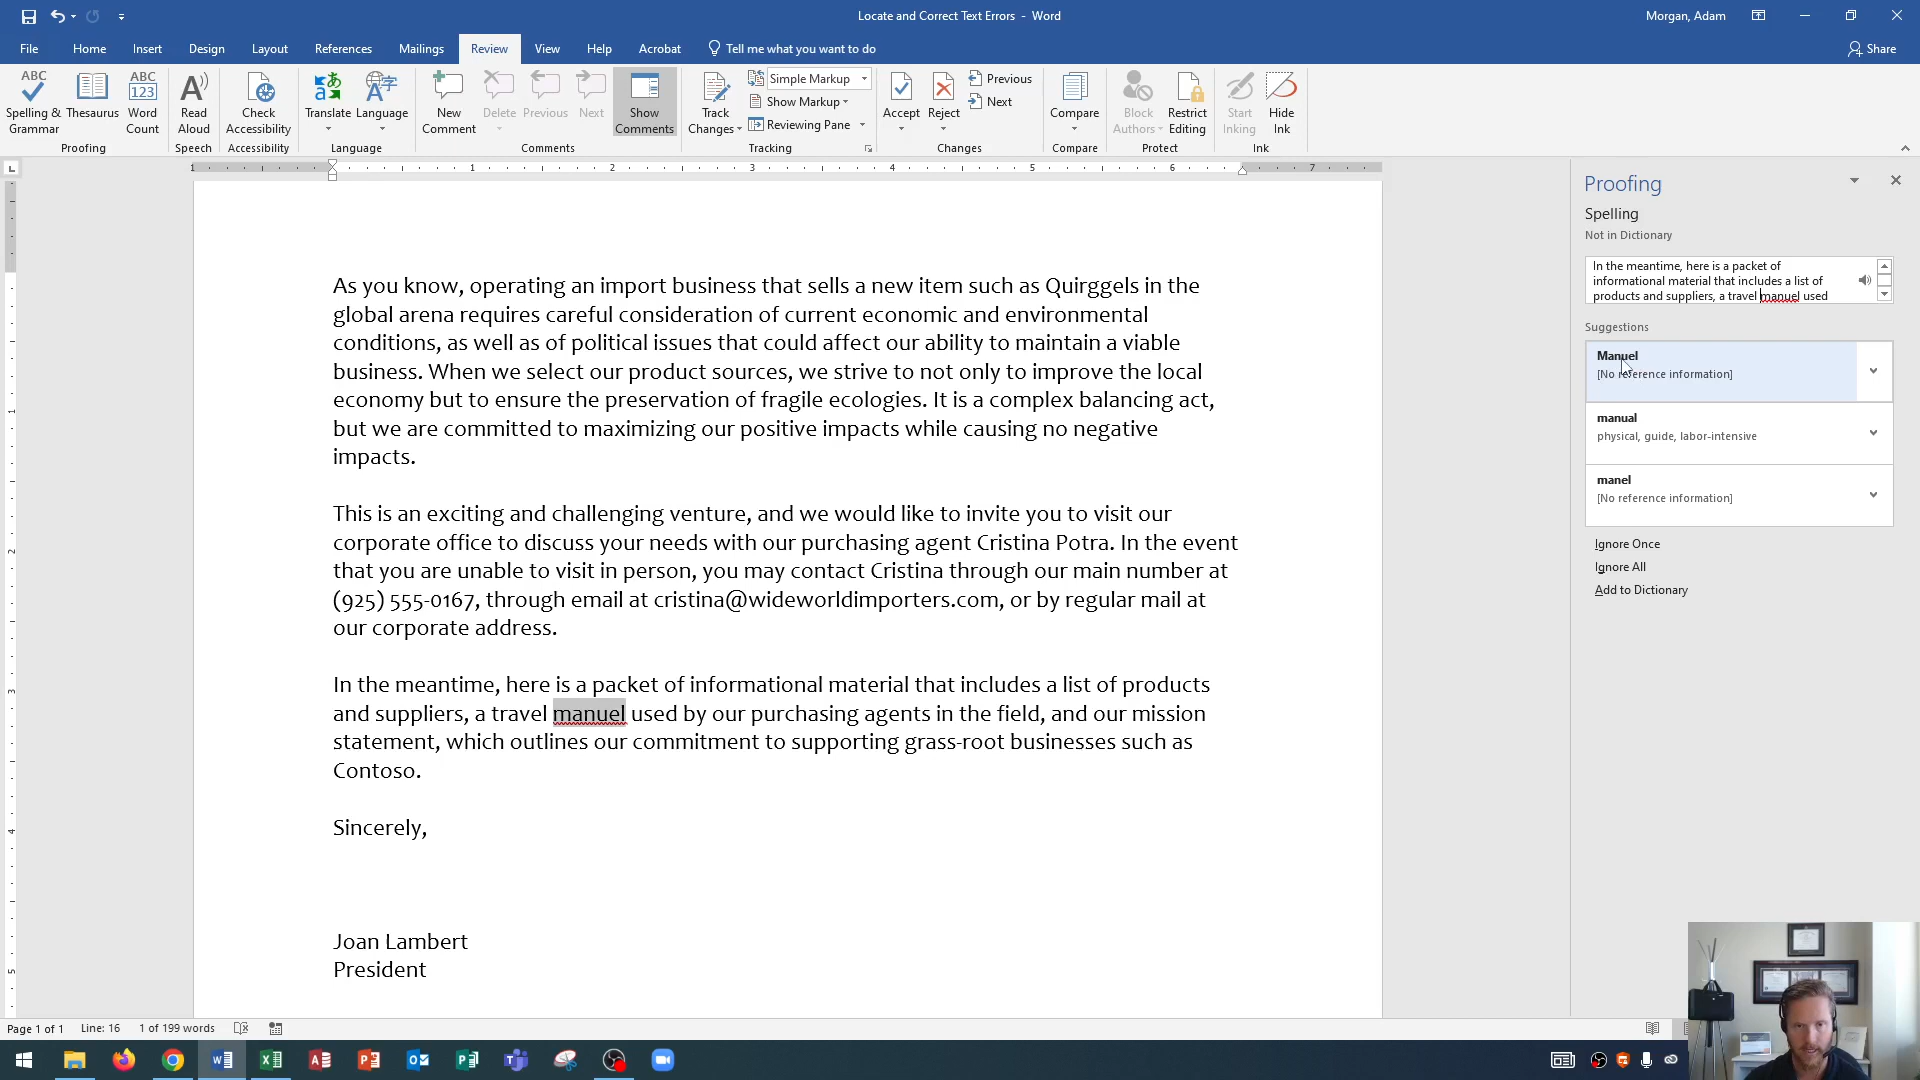 Locate and Correct Text Errors - Word
Morgan, Adam
File Home Insert Design Layout References Mailings Review View Help Acrobat Tell me what you want to do
Share
ABC
Spelling & Grammar
Thesaurus
ABC
123
Word Count
Proofing
Read Aloud
Speech
Check Accessibility
Accessibility
Translate
Language
Language
New Comment
Delete
Previous
Next
Show Comments
Comments
Track Changes
Simple Markup
Show Markup
Reviewing Pane
Tracking
Accept
Reject
Previous
Next
Changes
Compare
Compare
Block Authors
Restrict Editing
Protect
Start Inking
Hide Ink
Ink
1 1 2 3 4 5 6 7
1
2
3
4
5
As you know, operating an import business that sells a new item such as Quirggels in the
global arena requires careful consideration of current economic and environmental
conditions, as well as of political issues that could affect our ability to maintain a viable
business. When we select our product sources, we strive to not only to improve the local
economy but to ensure the preservation of fragile ecologies. It is a complex balancing act,
but we are committed to maximizing our positive impacts while causing no negative
impacts.
This is an exciting and challenging venture, and we would like to invite you to visit our
corporate office to discuss your needs with our purchasing agent Cristina Potra. In the event
that you are unable to visit in person, you may contact Cristina through our main number at
(925) 555-0167, through email at cristina@wideworldimporters.com, or by regular mail at
our corporate address.
In the meantime, here is a packet of informational material that includes a list of products
and suppliers, a travel manuel used by our purchasing agents in the field, and our mission
statement, which outlines our commitment to supporting grass-root businesses such as
Contoso.
Sincerely,
Joan Lambert
President
Proofing
Spelling
Not in Dictionary
In the meantime, here is a packet of
informational material that includes a list of
products and suppliers, a travel manuel used
Suggestions
Manuel
[No reference information]
manual
physical, guide, labor-intensive
manel
[No reference information]
Ignore Once
Ignore All
Add to Dictionary
Page 1 of 1 Line: 16 1 of 199 words